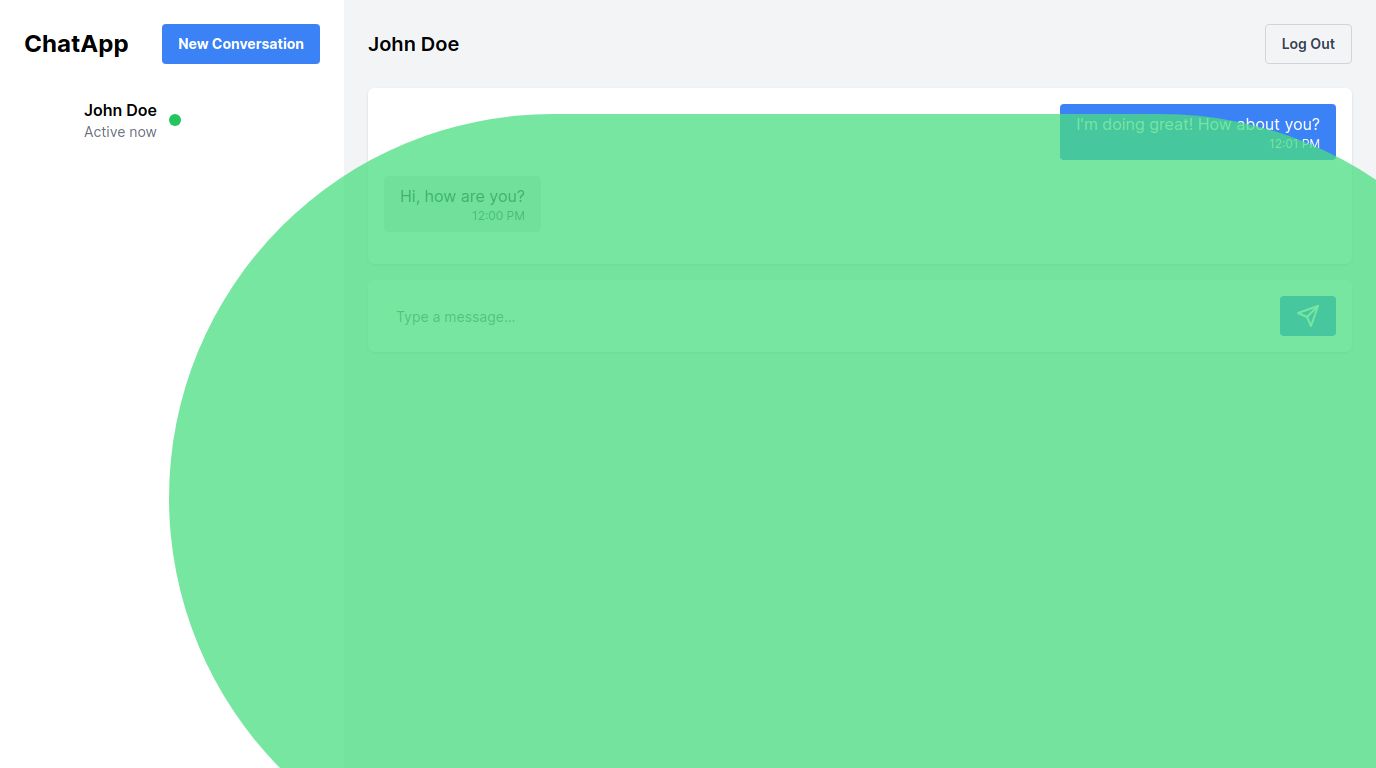 ChatApp
New Conversation
John Doe
Active now
John Doe
Log Out
I'm doing great! How about you?
12:01 PM
Hi, how are you?
12:00 PM
Type a message...